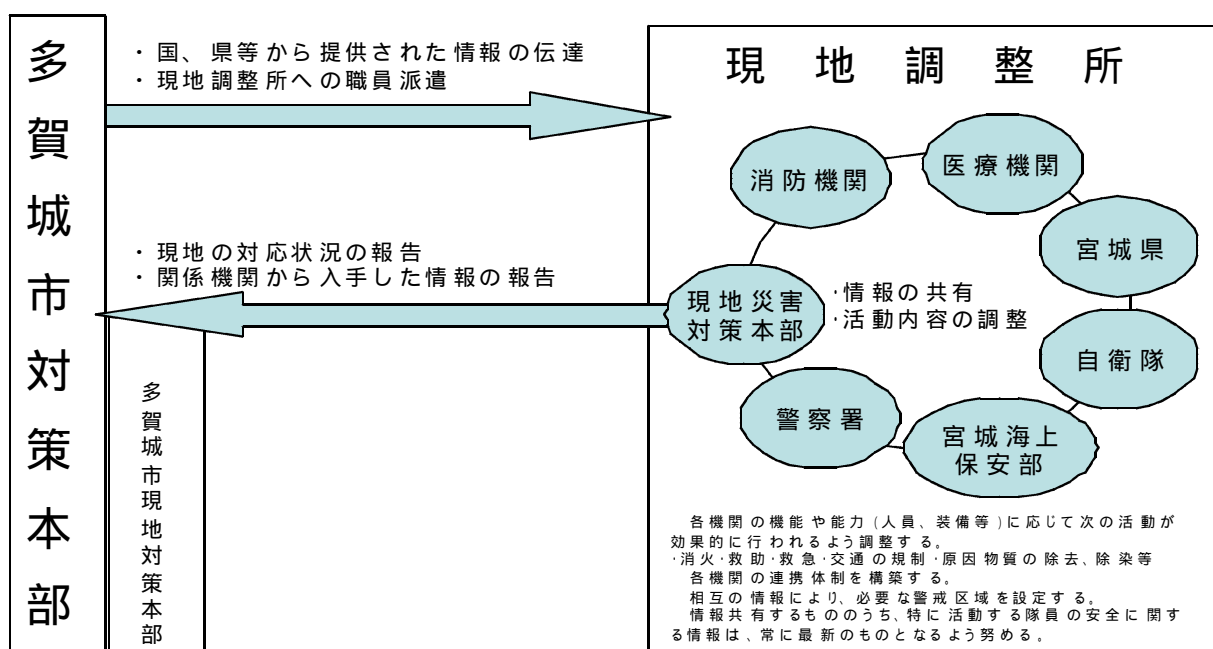 多賀城市対策本部
・国、県等から提供された情報の伝達
・現地調整所への職員派遣
・現地の対応状況の報告
・関係機関から入手した情報の報告
多賀城市現地対策本部
現地調整所
消防機関
医療機関
宮城県
自衛隊
宮城海上
保安部
警察署
現地災害
対策本部
・情報の共有
・活動内容の調整
各機関の機能や能力(人員、装備等)に応じて次の活動が
効果的に行われるよう調整する。
・消火・救助・救急・交通の規制・原因物質の除去、除染等
各機関の連携体制を構築する。
相互の情報により、必要な警戒区域を設定する。
情報共有するもののうち、特に活動する隊員の安全に関す
る情報は、常に最新のものとなるよう努める。